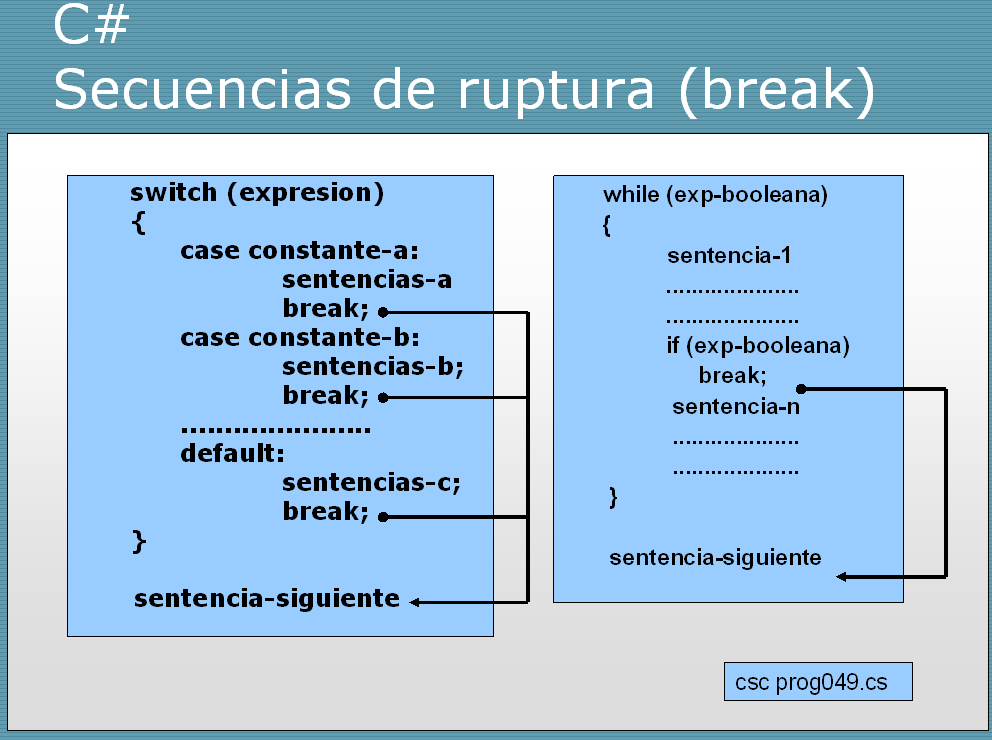 C#
Secuencias de ruptura (break)
switch (expresion)
{
case constante-a:
sentencias-a
break;
case constante-b:
sentencias-b;
break;
......................
default:
sentencias-c;
break;
}
sentencia-siguiente
while (exp-booleana)
{
sentencia-1
.....................
.....................
if (exp-booleana)
break;
sentencia-n
....................
....................
}
sentencia-siguiente
csc prog049.cs